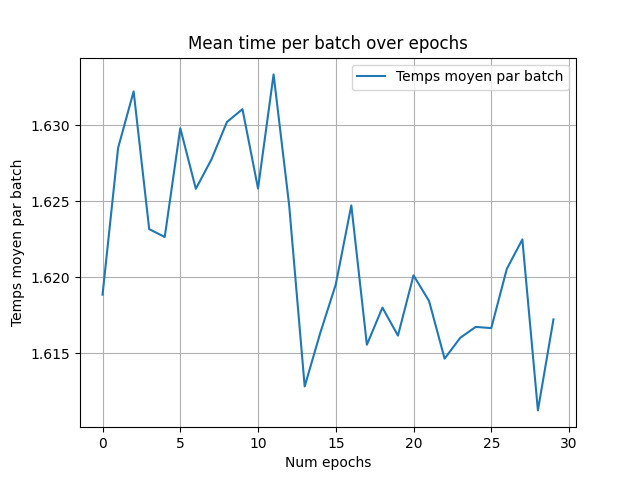 Mean time per batch over epochs
Temps moyen par batch
1.630
1.625
1.620
1.615
Temps moyen par batch
0 5 10 15 20 25 30
Num epochs